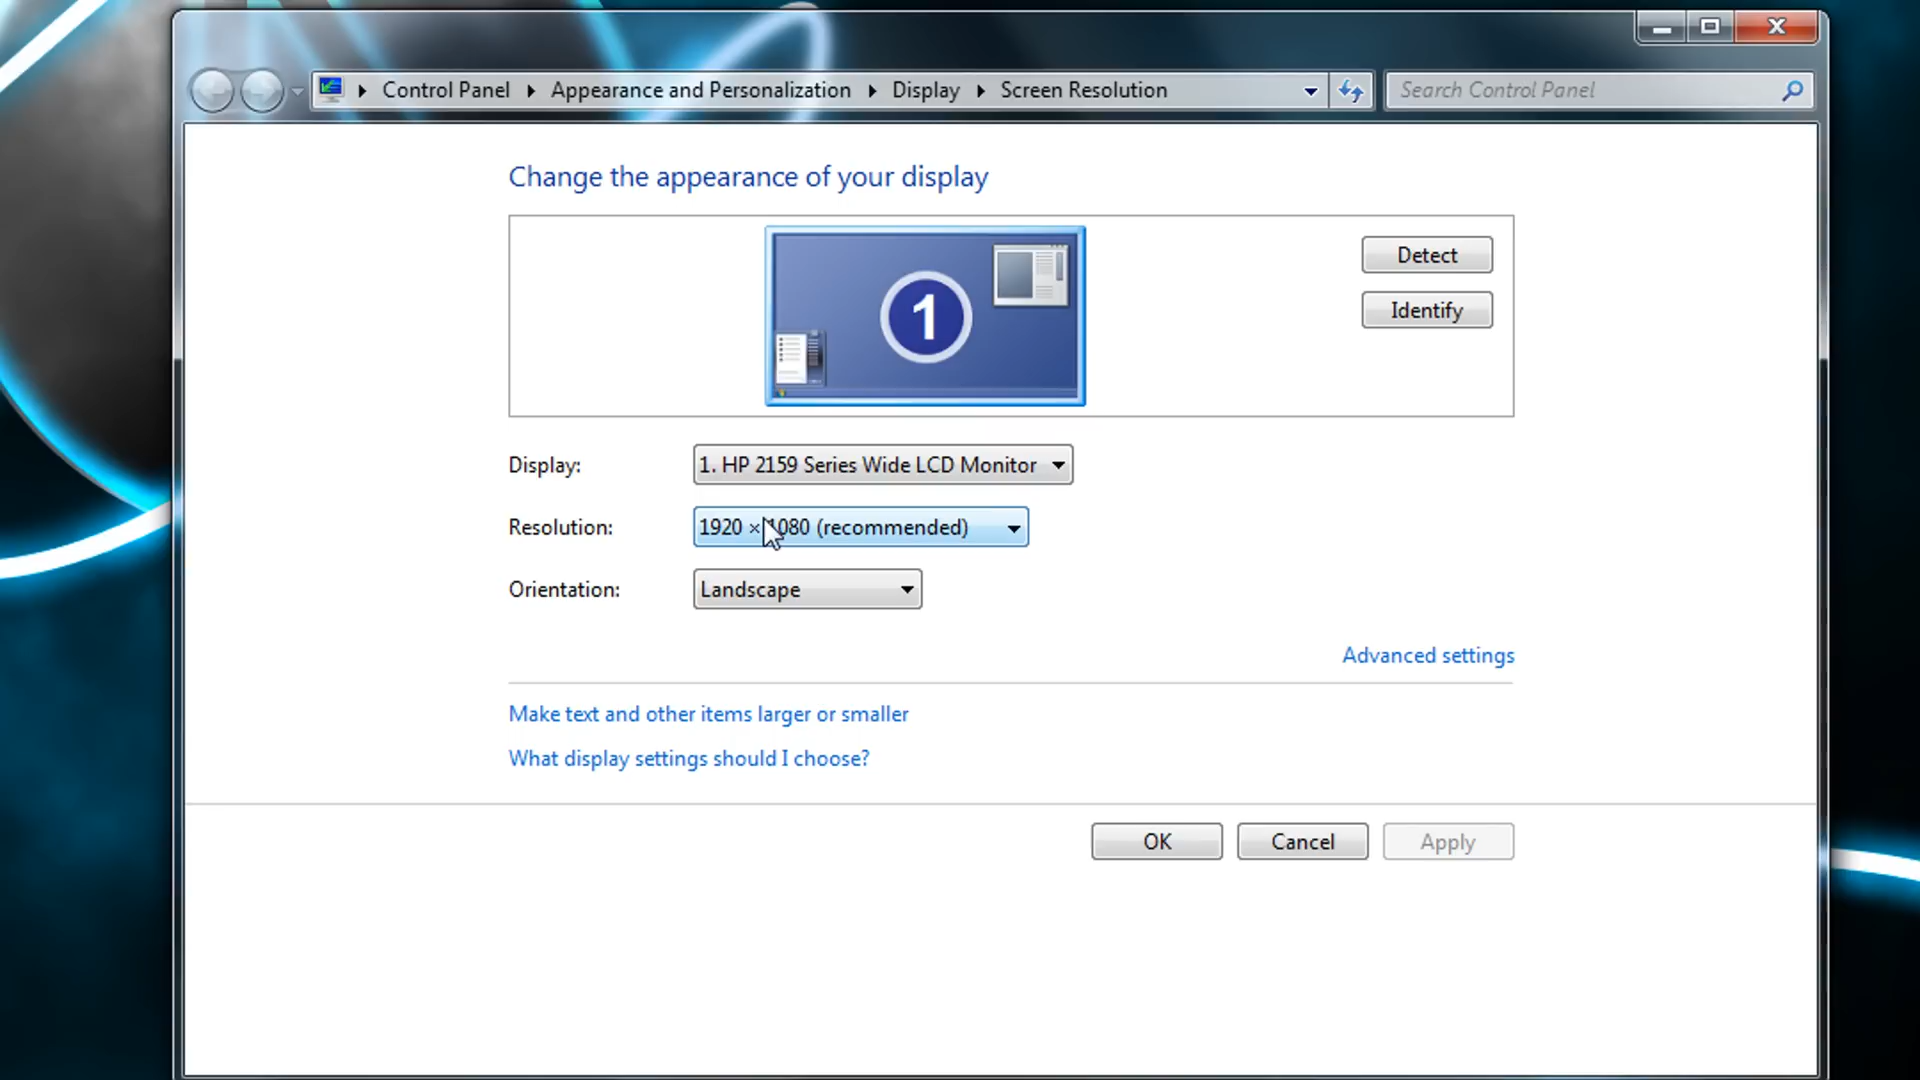 Control Panel Appearance and Personalization Display Screen Resolution
Search Control Panel
Change the appearance of your display
1
Detect
Identify
Display: 1. HP 2159 Series Wide LCD Monitor
Resolution: 1920 × 1080 (recommended)
Orientation: Landscape
Advanced settings
Make text and other items larger or smaller
What display settings should I choose?
OK Cancel Apply